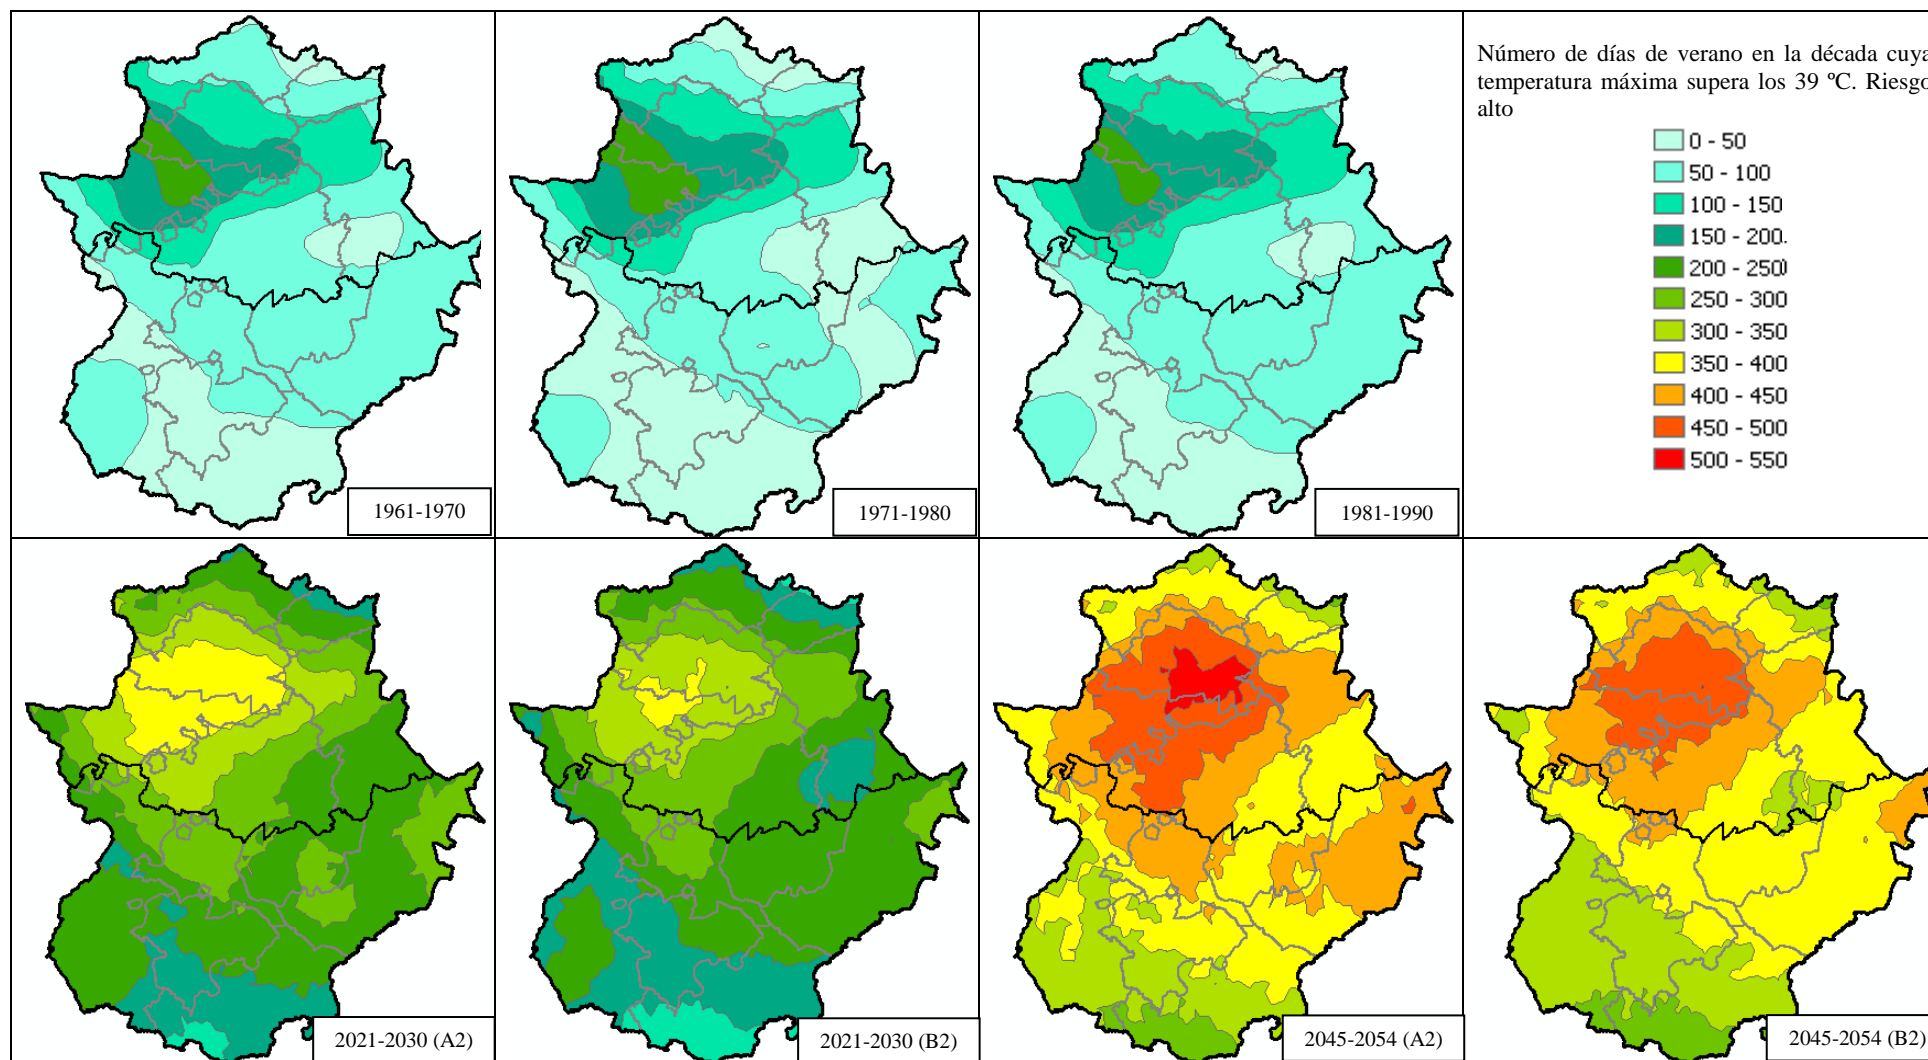 Número de días de verano en la década cuya
temperatura máxima supera los 39 ºC. Riesgo
alto
0 - 50
50 - 100
100 - 150
150 - 200.
200 - 250
250 - 300
300 - 350
350 - 400
400 - 450
450 - 500
500 - 550
1961-1970
1971-1980
1981-1990
2021-2030 (A2)
2021-2030 (B2)
2045-2054 (A2)
2045-2054 (B2)